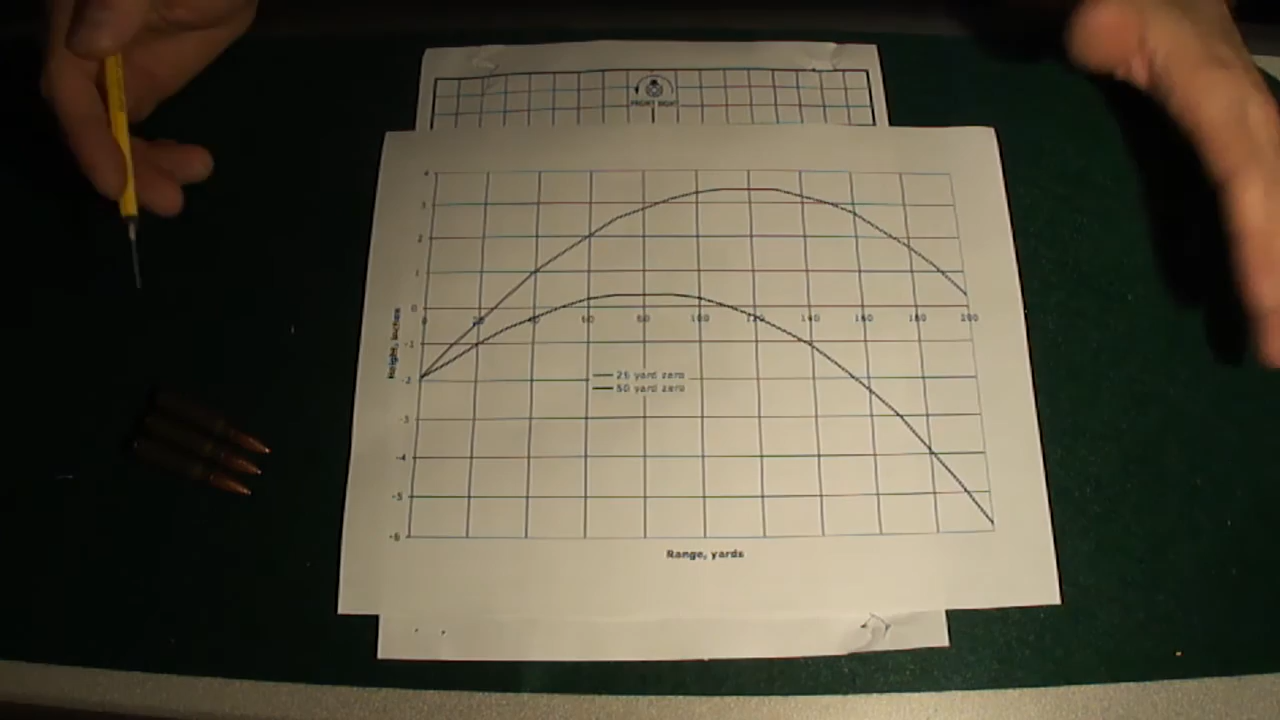 FRONT SIGHT
4
3
2
1
0
0 20 40 60 80 100 120 140 160 180 200
-1
-2
-3
-4
-5
-6
Height, inches
25 yard zero
50 yard zero
Range, yards